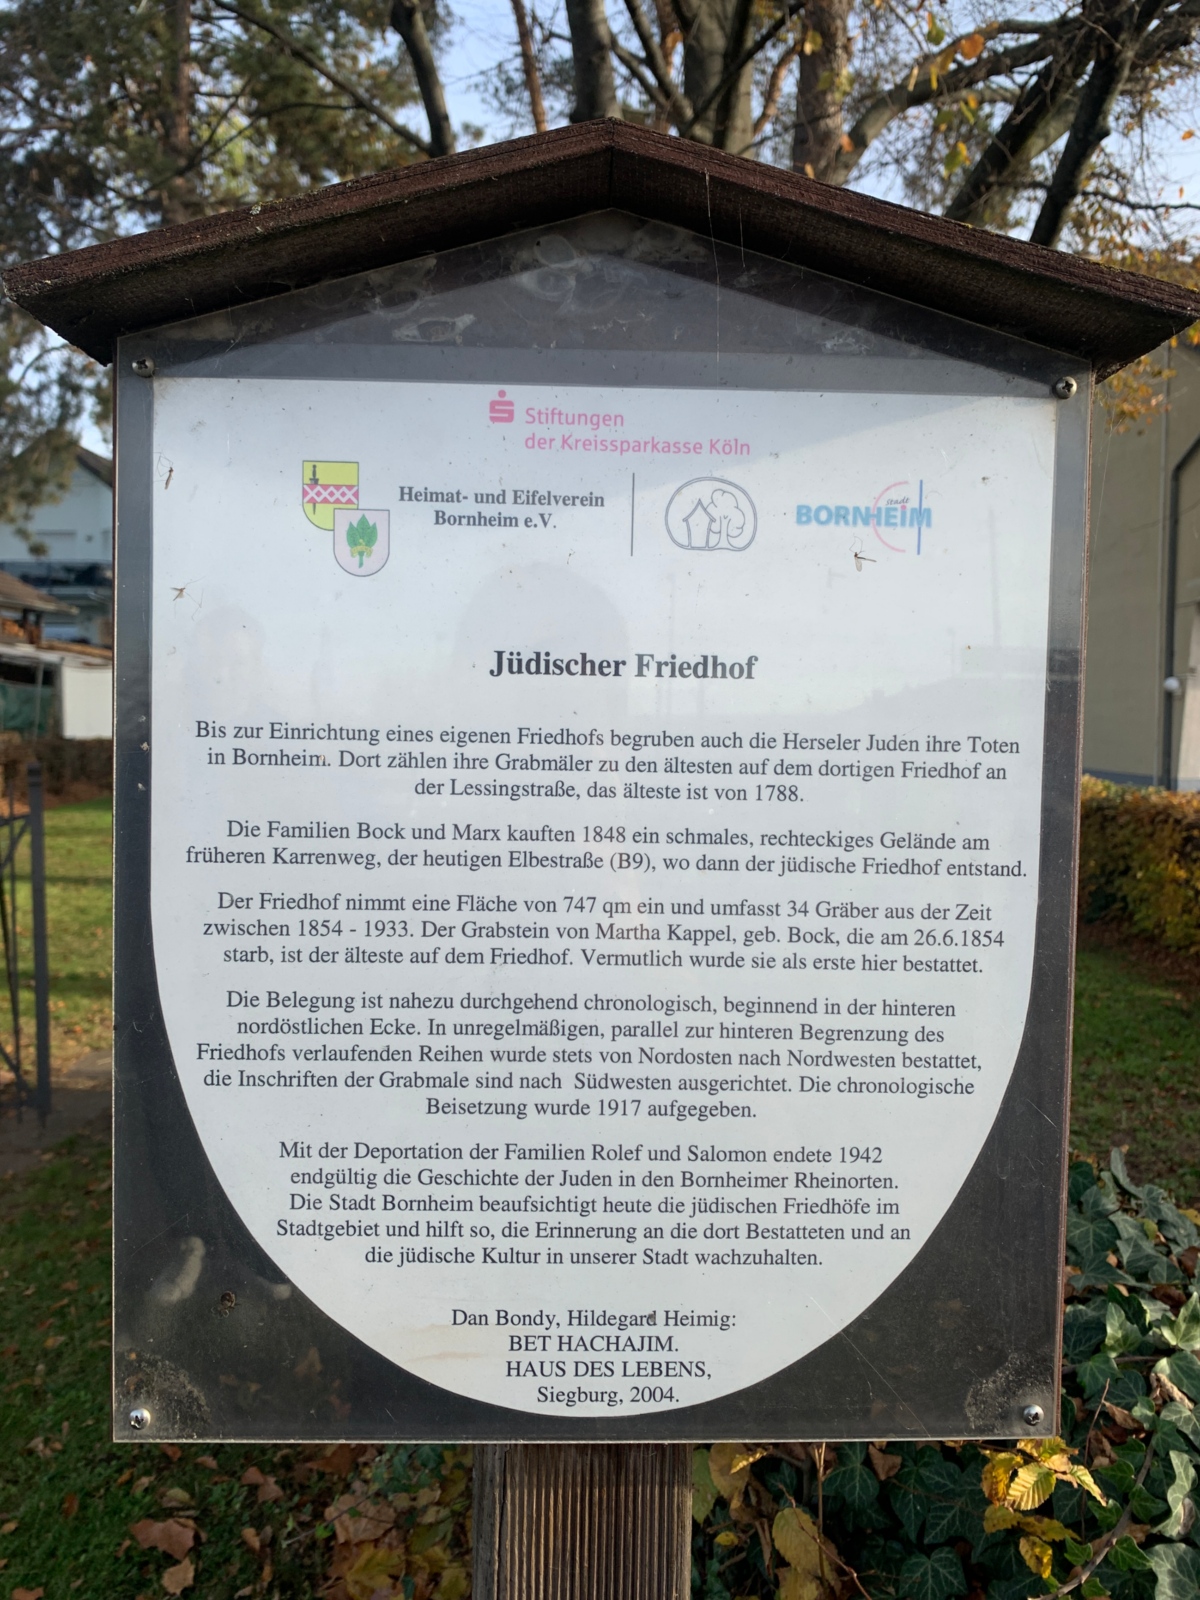 Stiftungen
der Kreissparkasse Köln
Heimat- und Eifelverein
Bornheim e.V.
stadt
BORNHEIM
Jüdischer Friedhof
Bis zur Einrichtung eines eigenen Friedhofs begruben auch die Herseler Juden ihre Toten
in Bornheim. Dort zählen ihre Grabmäler zu den ältesten auf dem dortigen Friedhof an
der Lessingstraße, das älteste ist von 1788.
Die Familien Bock und Marx kauften 1848 ein schmales, rechteckiges Gelände am
früheren Karrenweg, der heutigen Elbestraße (B9), wo dann der jüdische Friedhof entstand.
Der Friedhof nimmt eine Fläche von 747 qm ein und umfasst 34 Gräber aus der Zeit
zwischen 1854 - 1933. Der Grabstein von Martha Kappel, geb. Bock, die am 26.6.1854
starb, ist der älteste auf dem Friedhof. Vermutlich wurde sie als erste hier bestattet.
Die Belegung ist nahezu durchgehend chronologisch, beginnend in der hinteren
nordöstlichen Ecke. In unregelmäßigen, parallel zur hinteren Begrenzung des
Friedhofs verlaufenden Reihen wurde stets von Nordosten nach Nordwesten bestattet,
die Inschriften der Grabmale sind nach Südwesten ausgerichtet. Die chronologische
Beisetzung wurde 1917 aufgegeben.
Mit der Deportation der Familien Rolef und Salomon endete 1942
endgültig die Geschichte der Juden in den Bornheimer Rheinorten.
Die Stadt Bornheim beaufsichtigt heute die jüdischen Friedhöfe im
Stadtgebiet und hilft so, die Erinnerung an die dort Bestatteten und an
die jüdische Kultur in unserer Stadt wachzuhalten.
Dan Bondy, Hildegard Heimig:
BET HACHAJIM.
HAUS DES LEBENS,
Siegburg, 2004.